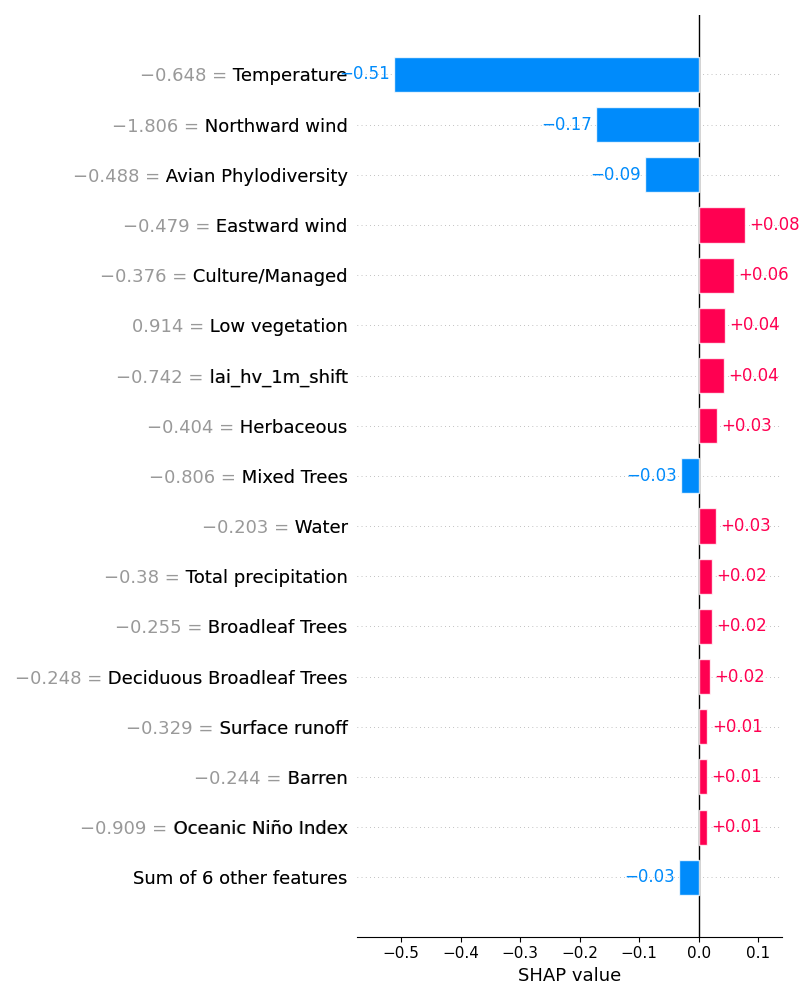 −0.648 = Temperature −0.51
−1.806 = Northward wind −0.17
−0.488 = Avian Phylodiversity −0.09
−0.479 = Eastward wind +0.08
−0.376 = Culture/Managed +0.06
0.914 = Low vegetation +0.04
−0.742 = lai_hv_1m_shift +0.04
−0.404 = Herbaceous +0.03
−0.806 = Mixed Trees −0.03
−0.203 = Water +0.03
−0.38 = Total precipitation +0.02
−0.255 = Broadleaf Trees +0.02
−0.248 = Deciduous Broadleaf Trees +0.02
−0.329 = Surface runoff +0.01
−0.244 = Barren +0.01
−0.909 = Oceanic Niño Index +0.01
Sum of 6 other features −0.03
−0.5 −0.4 −0.3 −0.2 −0.1 0.0 0.1
SHAP value